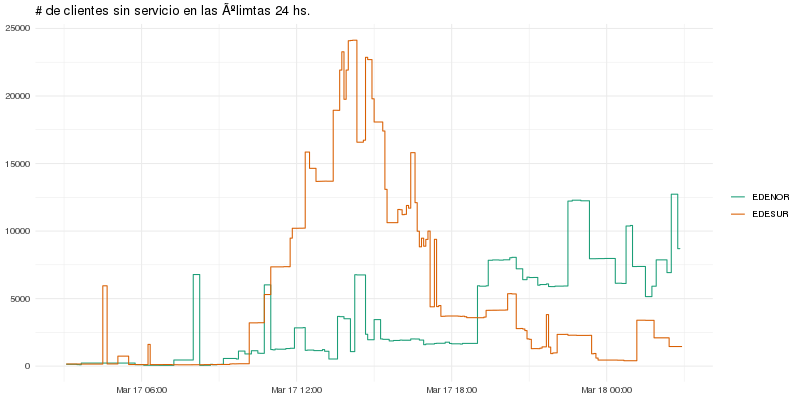 # de clientes sin servicio en las Ãºlimtas 24 hs.
25000
20000
15000
10000
5000
0
Mar 17 06:00
Mar 17 12:00
Mar 17 18:00
Mar 18 00:00
EDENOR
EDESUR